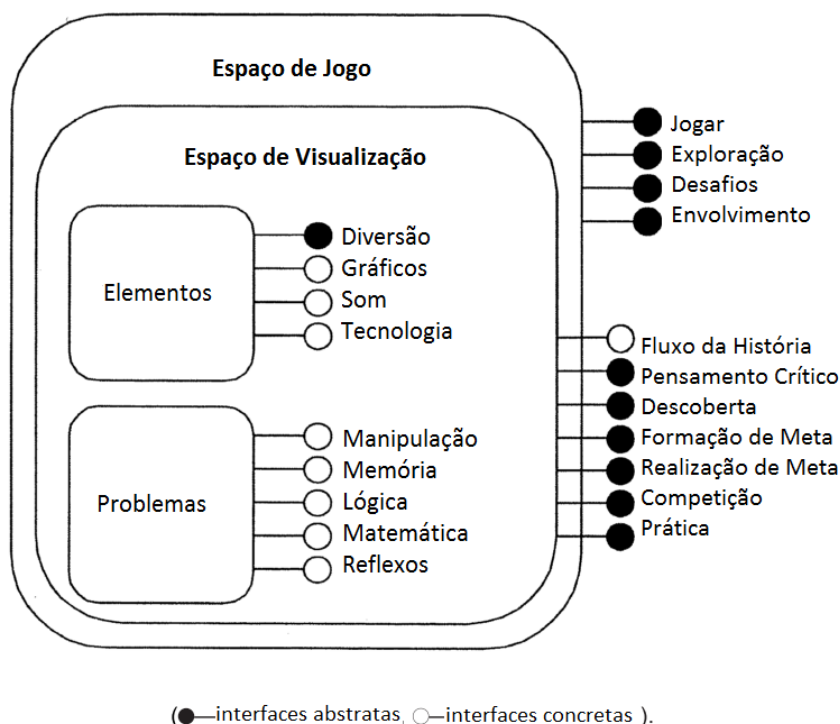 Espaço de Jogo
Espaço de Visualização
Elementos
Diversão
Gráficos
Som
Tecnologia
Problemas
Manipulação
Memória
Lógica
Matemática
Reflexos
Jogar
Exploração
Desafios
Envolvimento
Fluxo da História
Pensamento Crítico
Descoberta
Formação de Meta
Realização de Meta
Competição
Prática
(●—interfaces abstratas, ○—interfaces concretas ).